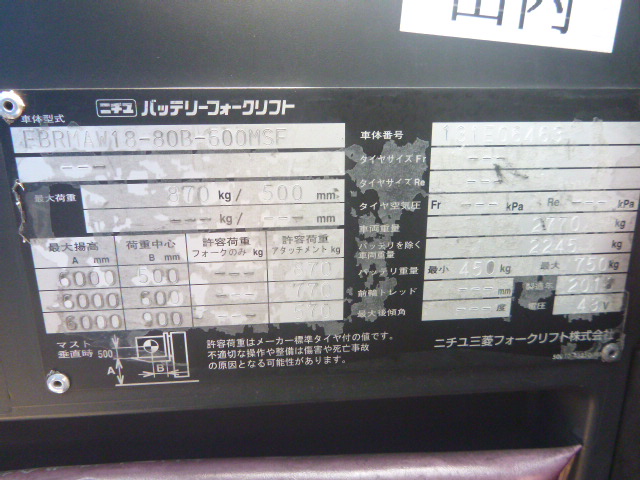 ニチユ バッテリーフォークリフト
車体型式
FBRMAW18-80B-600MSF
車体番号
--- タイヤサイズ Fr ---
タイヤサイズ Re ---
最大荷重 870 kg/ 500 mm
タイヤ空気圧 Fr --- kPa Re --- kPa
--- kg/ --- mm
車両重量 2770
バッテリを除く車両重量 2245
最大揚高 A mm 荷重中心 B mm 許容荷重 フォークのみ kg 許容荷重 アタッチメント kg
バッテリ重量 最小 450 kg 最大 750 kg
6000 500 --- 770
前輪トレッド --- mm 製造年
6000 600 --- 770
最大後傾角 --- 度 電圧 48V
6000 ---
マスト垂直時 500
A
B
許容荷重はメーカー標準タイヤ付の値です。
不適切な操作や整備は傷害や死亡事故
の原因となる可能性があります。
ニチユ三菱フォークリフト株式会社